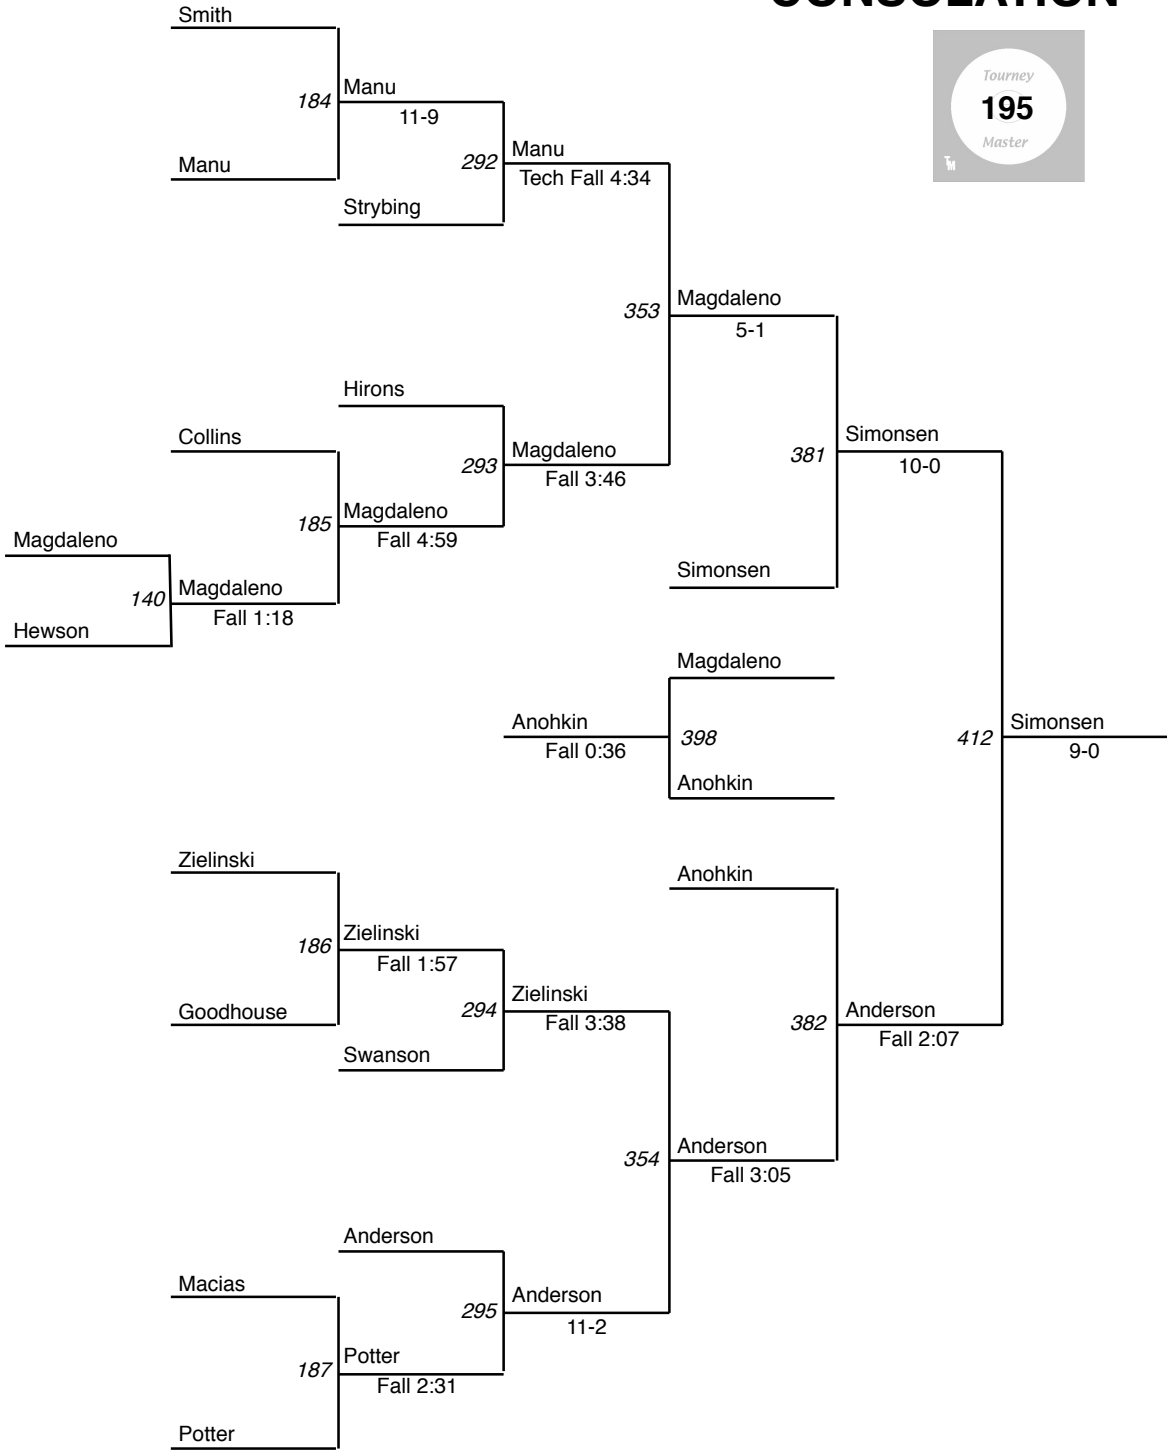 CONSOLATION
Smith
Tourney
195
Master
TM
184
Manu
11-9
Manu
292
Manu
Tech Fall 4:34
Strybing
353
Magdaleno
5-1
Hirons
Collins
293
Magdaleno
Fall 3:46
381
Simonsen
10-0
185
Magdaleno
Fall 4:59
Magdaleno
140
Magdaleno
Fall 1:18
Hewson
Simonsen
Magdaleno
Anohkin
Fall 0:36
398
Anohkin
412
Simonsen
9-0
Zielinski
Anohkin
186
Zielinski
Fall 1:57
Goodhouse
294
Zielinski
Fall 3:38
Swanson
382
Anderson
Fall 2:07
354
Anderson
Fall 3:05
Anderson
Macias
295
Anderson
11-2
187
Potter
Fall 2:31
Potter